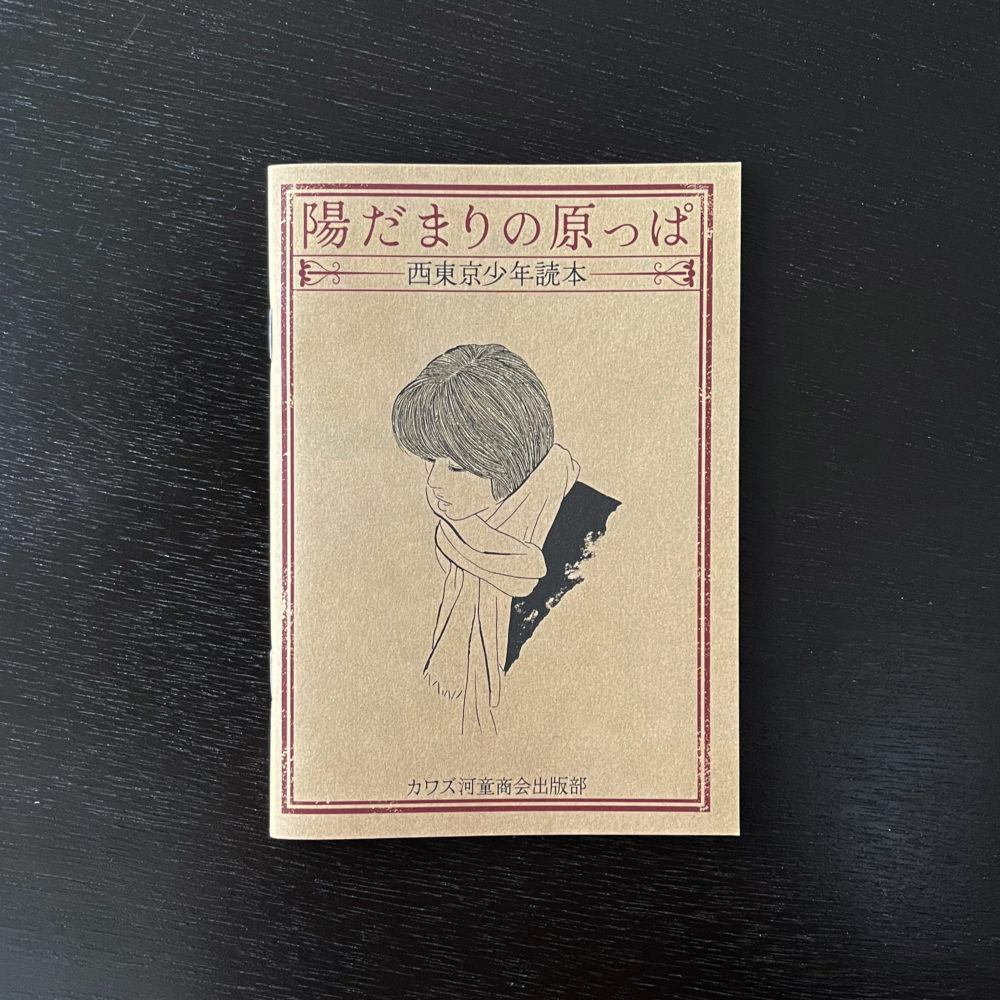 陽だまりの原っぱ
西東京少年読本
カワズ河童商会出版部